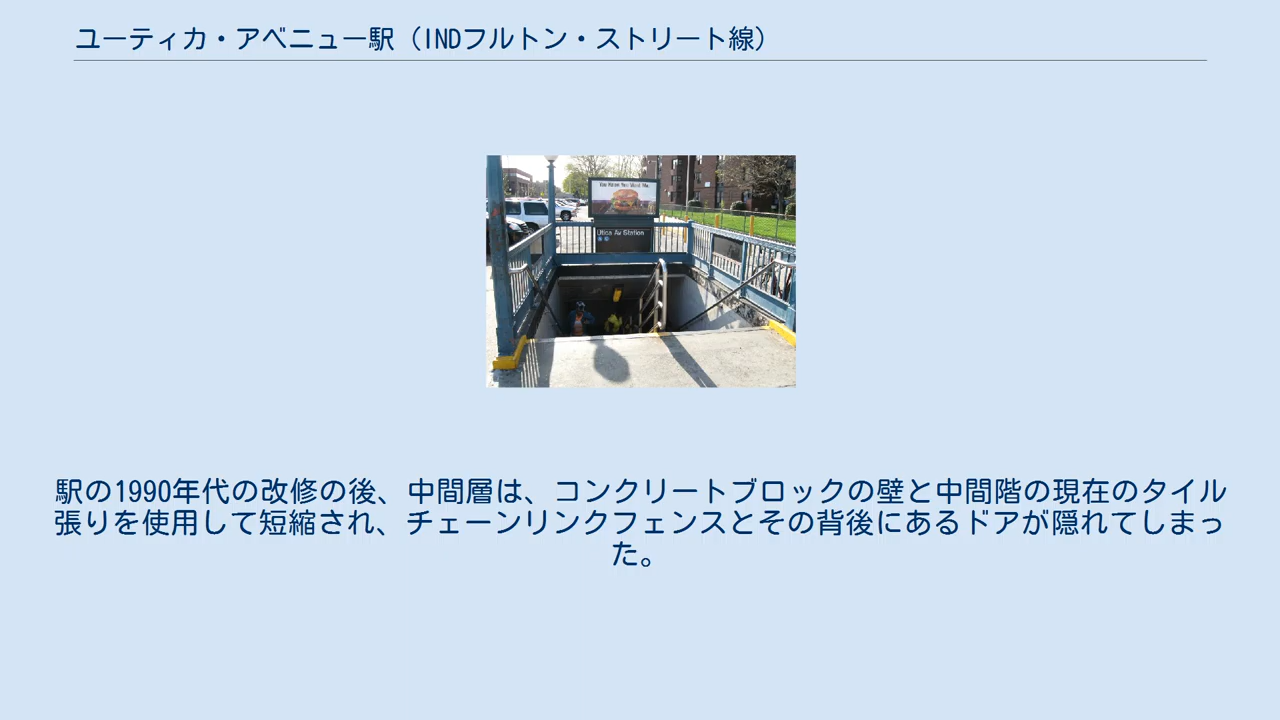 ユーティカ・アベニュー駅（INDフルトン・ストリート線）
Utica Av Station
駅の1990年代の改修の後、中間層は、コンクリートブロックの壁と中間階の現在のタイル
張りを使用して短縮され、チェーンリンクフェンスとその背後にあるドアが隠れてしまっ
た。